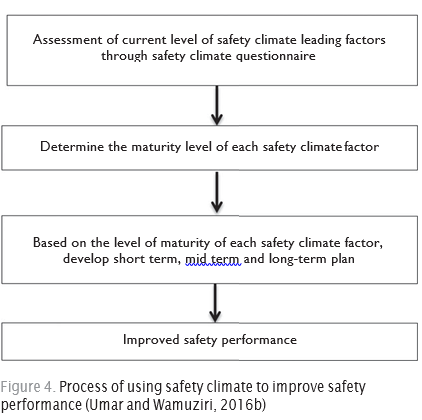 Assessment of current level of safety climate leading factors
through safety climate questionnaire
Determine the maturity level of each safety climate factor
Based on the level of maturity of each safety climate factor,
develop short term, mid term and long-term plan
Improved safety performance
Figure 4. Process of using safety climate to improve safety
performance (Umar and Wamuziri, 2016b)